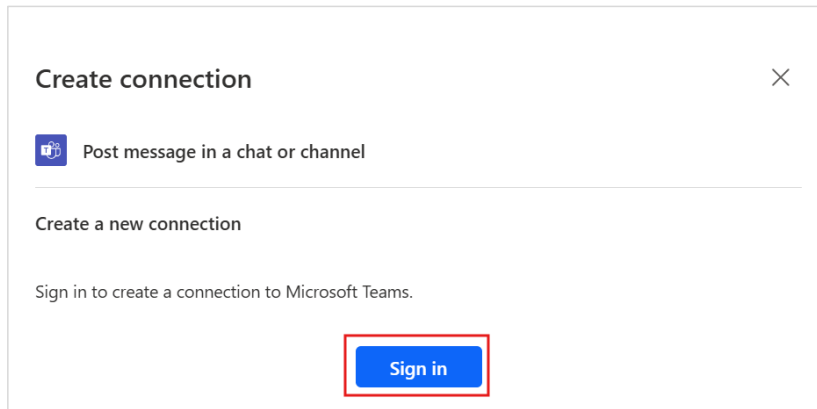 Create connection
Post message in a chat or channel
Create a new connection
Sign in to create a connection to Microsoft Teams.
Sign in